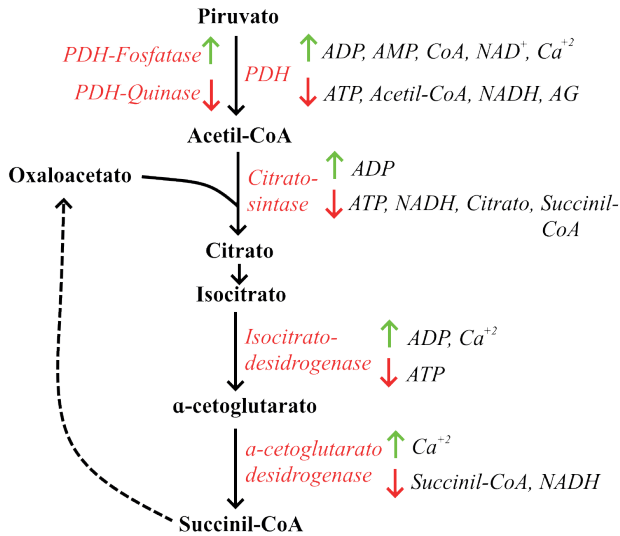 Piruvato
PDH-Fosfatase
PDH-Quinase
PDH
ADP, AMP, CoA, NAD⁺, Ca⁺²
ATP, Acetil-CoA, NADH, AG
Acetil-CoA
Oxaloacetato
Citrato-
sintase
ADP
ATP, NADH, Citrato, Succinil-
CoA
Citrato
Isocitrato
Isocitrato-
desidrogenase
ADP, Ca⁺²
ATP
α-cetoglutarato
α-cetoglutarato
desidrogenase
Ca⁺²
Succinil-CoA, NADH
Succinil-CoA